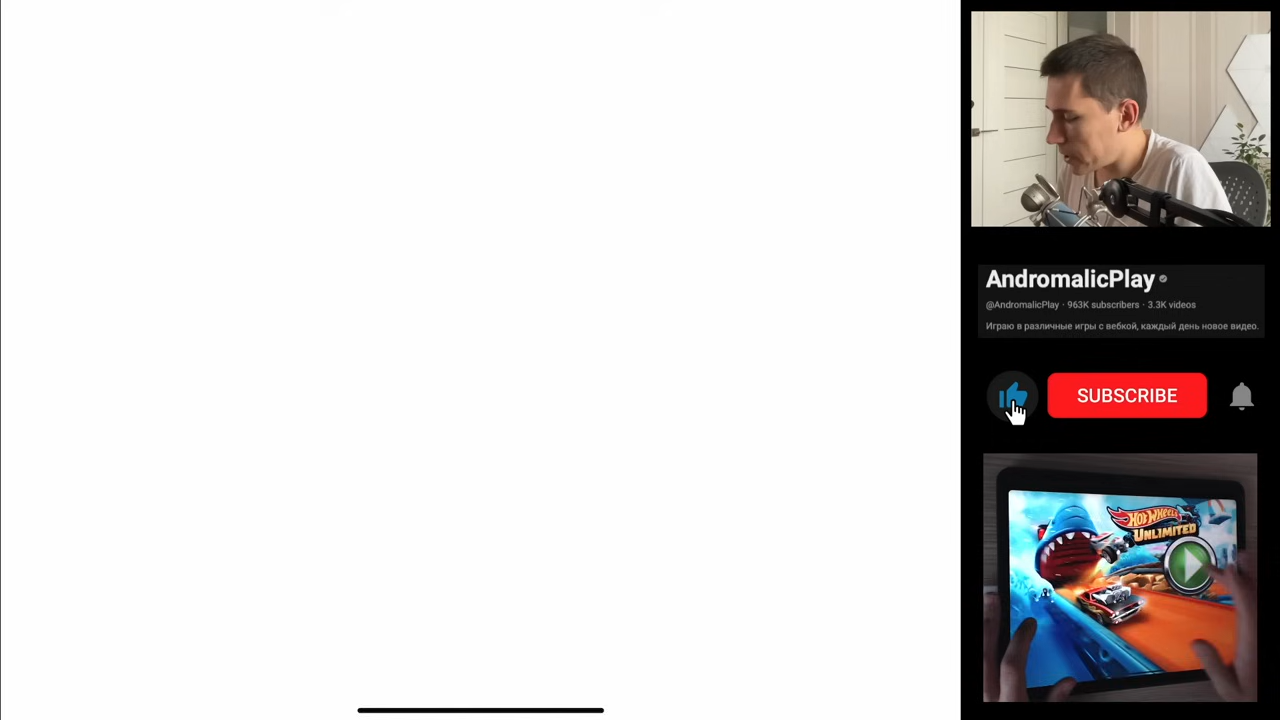 AndromalicPlay
@AndromalicPlay · 963K subscribers · 3.3K videos
Играю в различные игры с вебкой, каждый день новое видео.
SUBSCRIBE
HOT WHEELS
UNLIMITED